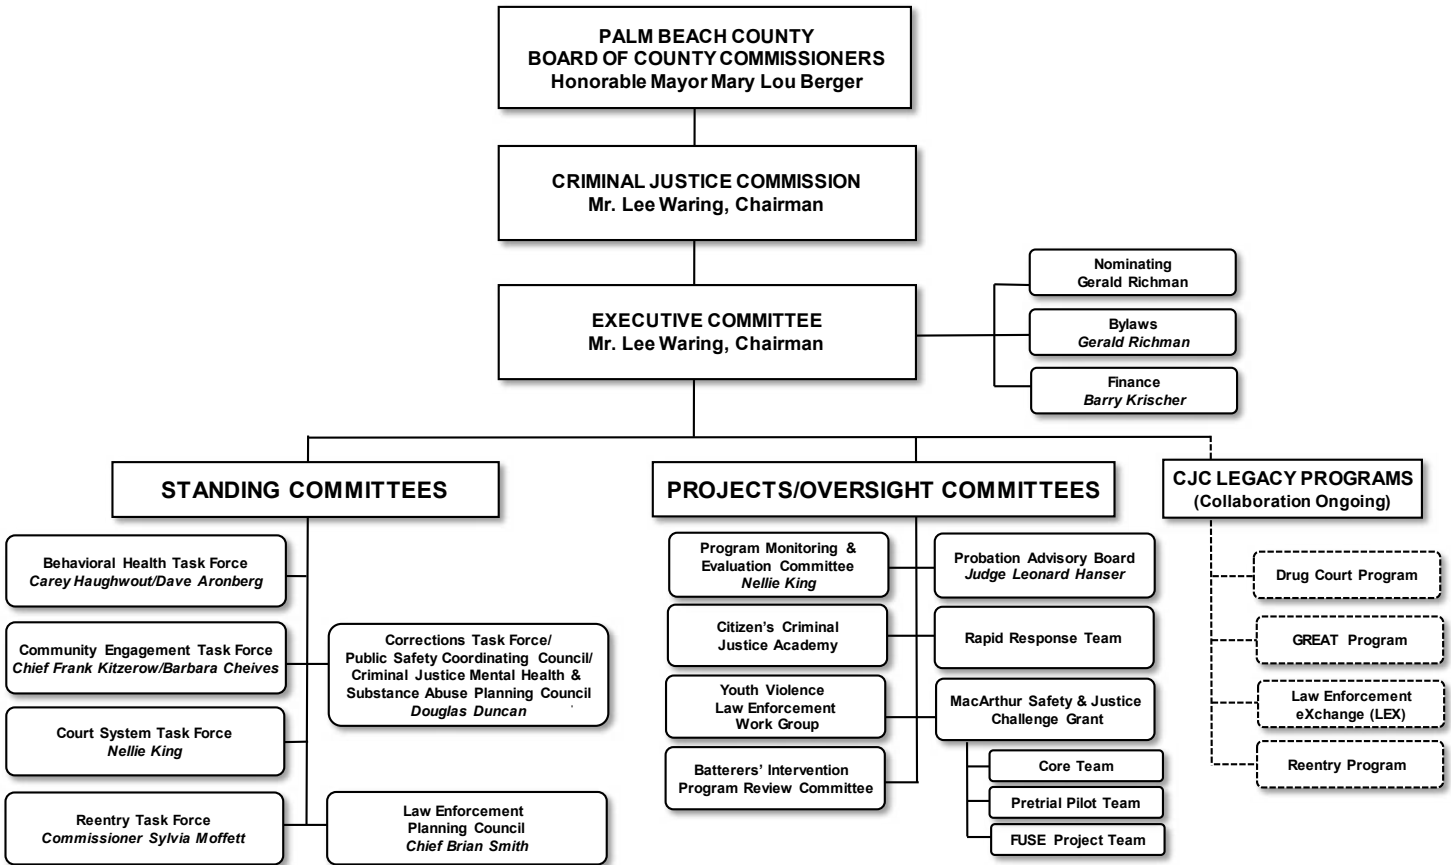 PALM BEACH COUNTY
BOARD OF COUNTY COMMISSIONERS
Honorable Mayor Mary Lou Berger
CRIMINAL JUSTICE COMMISSION
Mr. Lee Waring, Chairman
EXECUTIVE COMMITTEE
Mr. Lee Waring, Chairman
Nominating
Gerald Richman
Bylaws
Gerald Richman
Finance
Barry Krischer
STANDING COMMITTEES
Behavioral Health Task Force
Carey Haughwout/Dave Aronberg
Community Engagement Task Force
Chief Frank Kitzerow/Barbara Cheives
Corrections Task Force/
Public Safety Coordinating Council/
Criminal Justice Mental Health &
Substance Abuse Planning Council
Douglas Duncan
Court System Task Force
Nellie King
Reentry Task Force
Commissioner Sylvia Moffett
Law Enforcement
Planning Council
Chief Brian Smith
PROJECTS/OVERSIGHT COMMITTEES
Program Monitoring &
Evaluation Committee
Nellie King
Probation Advisory Board
Judge Leonard Hanser
Citizen's Criminal
Justice Academy
Rapid Response Team
Youth Violence
Law Enforcement
Work Group
MacArthur Safety & Justice
Challenge Grant
Batterers' Intervention
Program Review Committee
Core Team
Pretrial Pilot Team
FUSE Project Team
CJC LEGACY PROGRAMS
(Collaboration Ongoing)
Drug Court Program
GREAT Program
Law Enforcement
eXchange (LEX)
Reentry Program